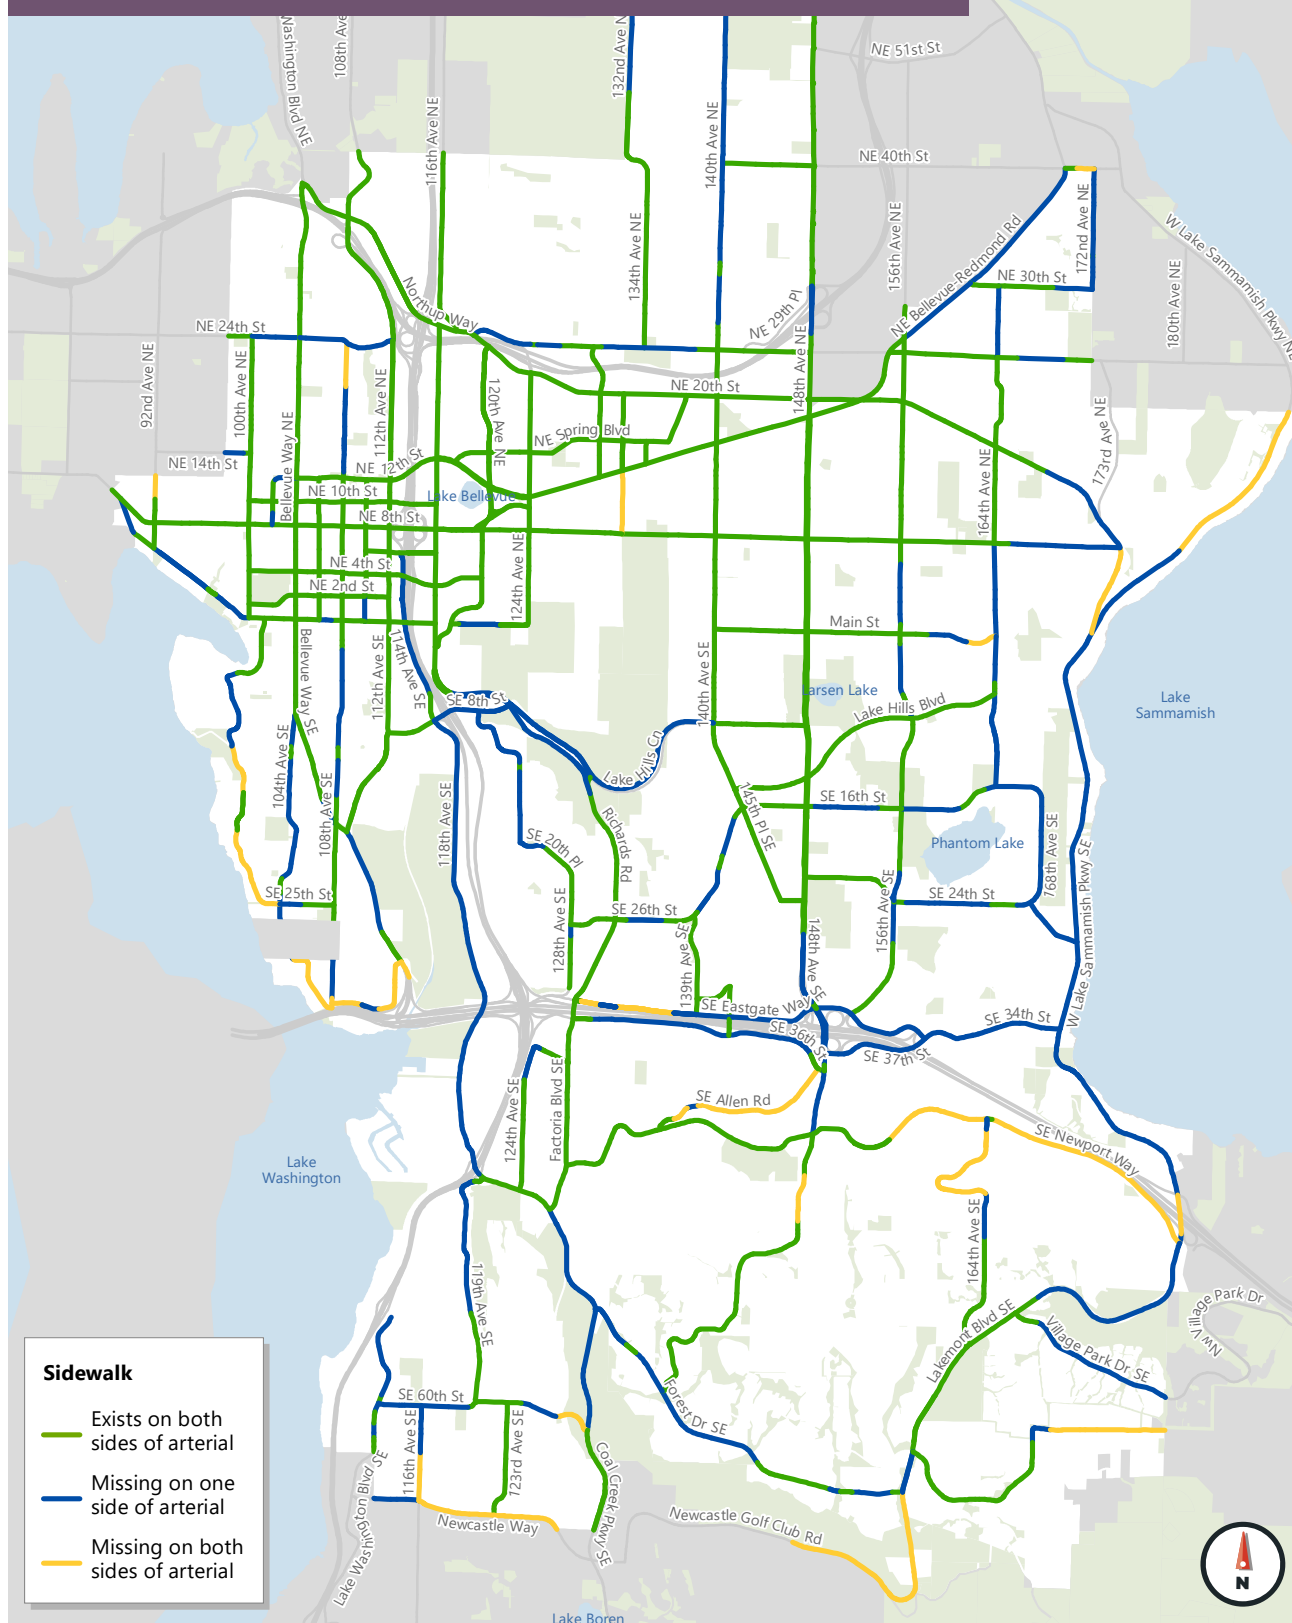 Washington Blvd NE
108th Ave
116th Ave NE
132nd Ave N
140th Ave NE
NE 51st St
NE 40th St
134th Ave NE
156th Ave NE
172nd Ave NE
NE Bellevue-Redmond Rd
W Lake Sammamish Pkwy NE
180th Ave NE
NE 30th St
NE 29th Pl
Northup Way
NE 24th St
92nd Ave NE
100th Ave NE
112th Ave NE
120th Ave NE
148th Ave NE
NE 20th St
NE Spring Blvd
173rd Ave NE
164th Ave NE
Bellevue Way NE
NE 14th St
NE 12th St
NE 10th St
Lake Bellevue
NE 8th St
NE 4th St
NE 2nd St
124th Ave NE
Main St
Bellevue Way SE
112th Ave SE
114th Ave SE
140th Ave SE
Larsen Lake
Lake Hills Blvd
Lake
Sammamish
SE 8th St
Lake Hills Cn
104th Ave SE
108th Ave SE
118th Ave SE
145th Pl SE
SE 16th St
Richards Rd
SE 20th Pl
Phantom Lake
168th Ave SE
W Lake Sammamish Pkwy SE
SE 25th St
SE 24th St
SE 26th St
128th Ave SE
139th Ave SE
148th Ave SE
156th Ave SE
SE Eastgate Way
SE 36th St
SE 34th St
SE 37th St
124th Ave SE
Factoria Blvd SE
SE Allen Rd
SE Newport Way
Lake
Washington
164th Ave SE
119th Ave SE
Lakemont Blvd SE
Village Park Dr SE
NW Village Park Dr
SE 60th St
116th Ave SE
123rd Ave SE
Forest Dr SE
Coal Creek Pkwy SE
Lake Washington Blvd SE
Newcastle Way
Newcastle Golf Club Rd
Lake Boren
Sidewalk
Exists on both
sides of arterial
Missing on one
side of arterial
Missing on both
sides of arterial
N